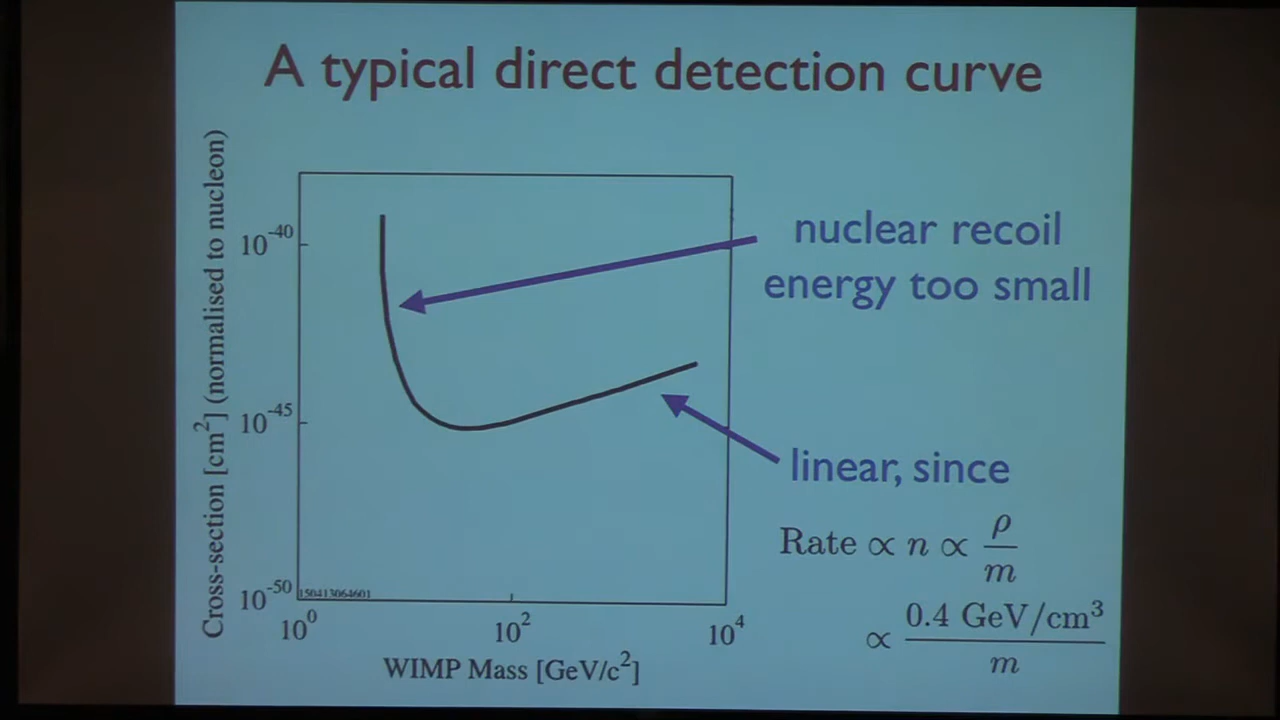 A typical direct detection curve
Cross-section [cm²] (normalised to nucleon)
10⁻⁴⁰
10⁻⁴⁵
10⁻⁵⁰
150413064601
10⁰
10²
10⁴
WIMP Mass [GeV/c²]
nuclear recoil
energy too small
linear, since
Rate ∝ n ∝ ρ/m
∝ 0.4 GeV/cm³/m